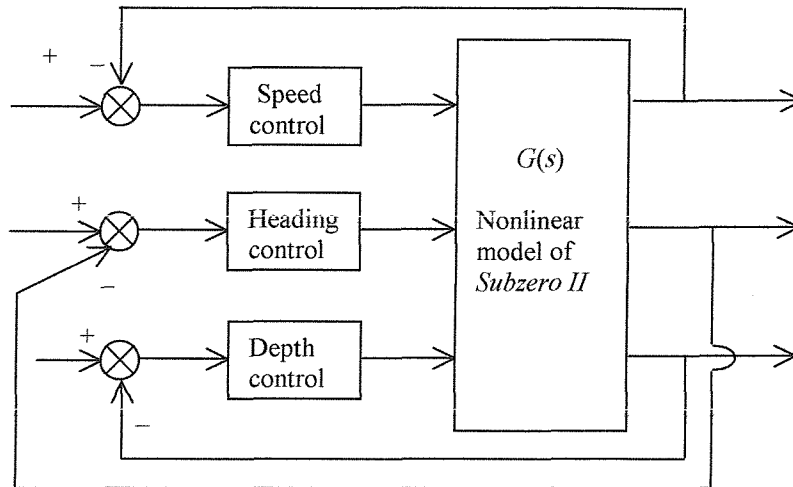 +
−
Speed
control
G(s)
+
Heading
control
Nonlinear
model of
Subzero II
−
+
Depth
control
−